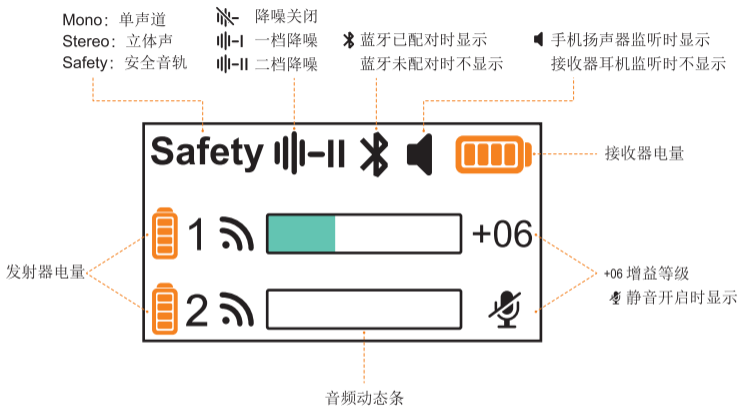 Mono：单声道
Stereo：立体声
Safety：安全音轨
降噪关闭
一档降噪
二档降噪
蓝牙已配对时显示
蓝牙未配对时不显示
手机扬声器监听时显示
接收器耳机监听时不显示
Safety
接收器电量
1
+06
发射器电量
+06 增益等级
静音开启时显示
2
音频动态条